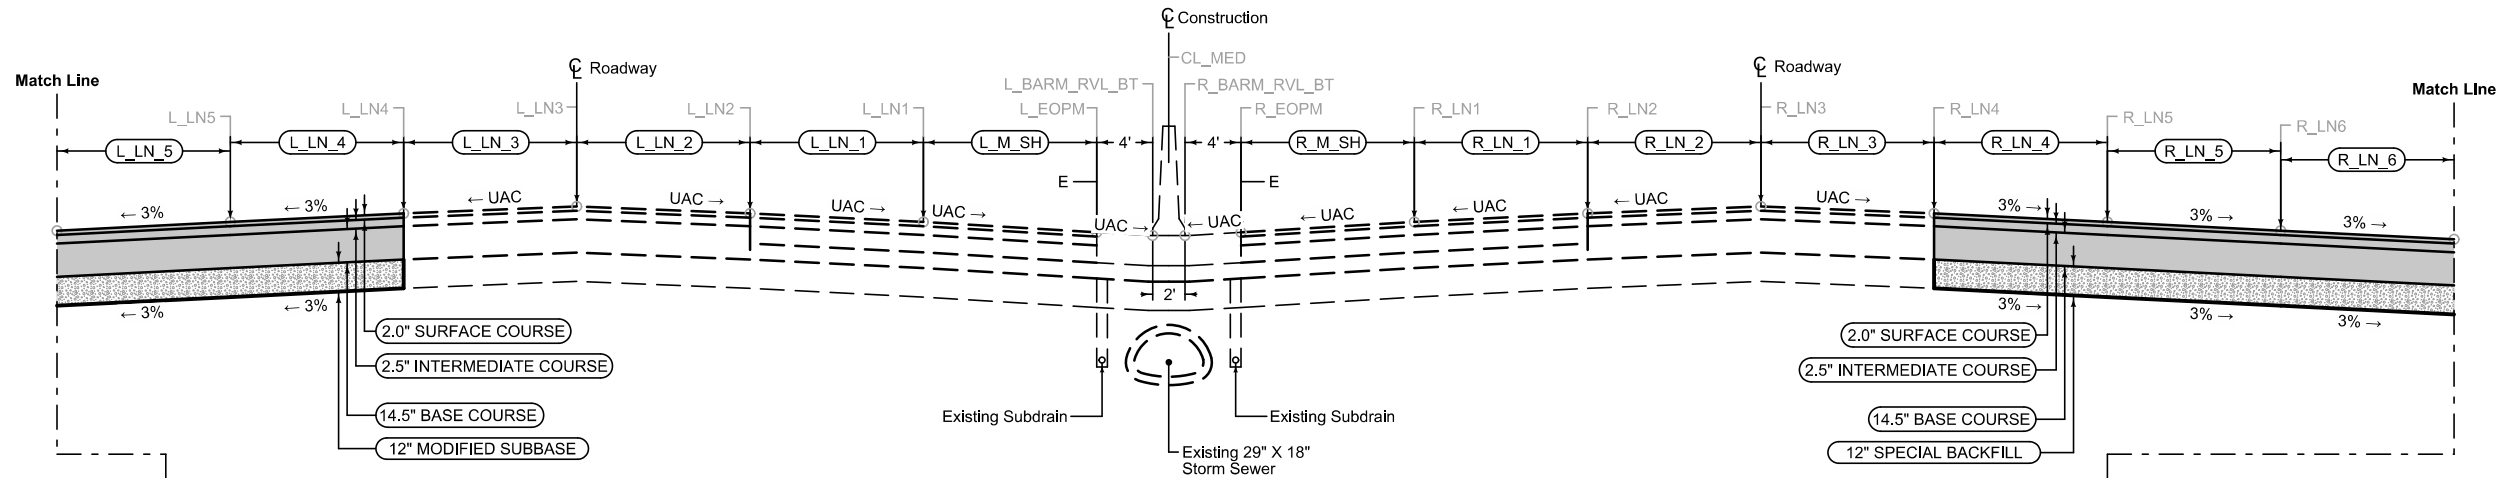 ℄ Construction
CL_MED
℄ Roadway
℄ Roadway
Match Line
Match LIne
L_BARM_RVL_BT
R_BARM_RVL_BT
L_LN5
L_LN4
L_LN3
L_LN2
L_LN1
L_EOPM
R_EOPM
R_LN1
R_LN2
R_LN3
R_LN4
R_LN5
R_LN6
L_LN_5
L_LN_4
L_LN_3
L_LN_2
L_LN_1
L_M_SH
4'
4'
R_M_SH
R_LN_1
R_LN_2
R_LN_3
R_LN_4
R_LN_5
R_LN_6
E
E
← 3%
← 3%
← UAC
UAC →
UAC →
UAC →
UAC →
← UAC
← UAC
← UAC
← UAC
UAC →
3% →
3% →
3% →
2'
← 3%
← 3%
3% →
3% →
3% →
2.0" SURFACE COURSE
2.5" INTERMEDIATE COURSE
14.5" BASE COURSE
12" MODIFIED SUBBASE
Existing Subdrain
Existing Subdrain
Existing 29" X 18"
Storm Sewer
2.0" SURFACE COURSE
2.5" INTERMEDIATE COURSE
14.5" BASE COURSE
12" SPECIAL BACKFILL